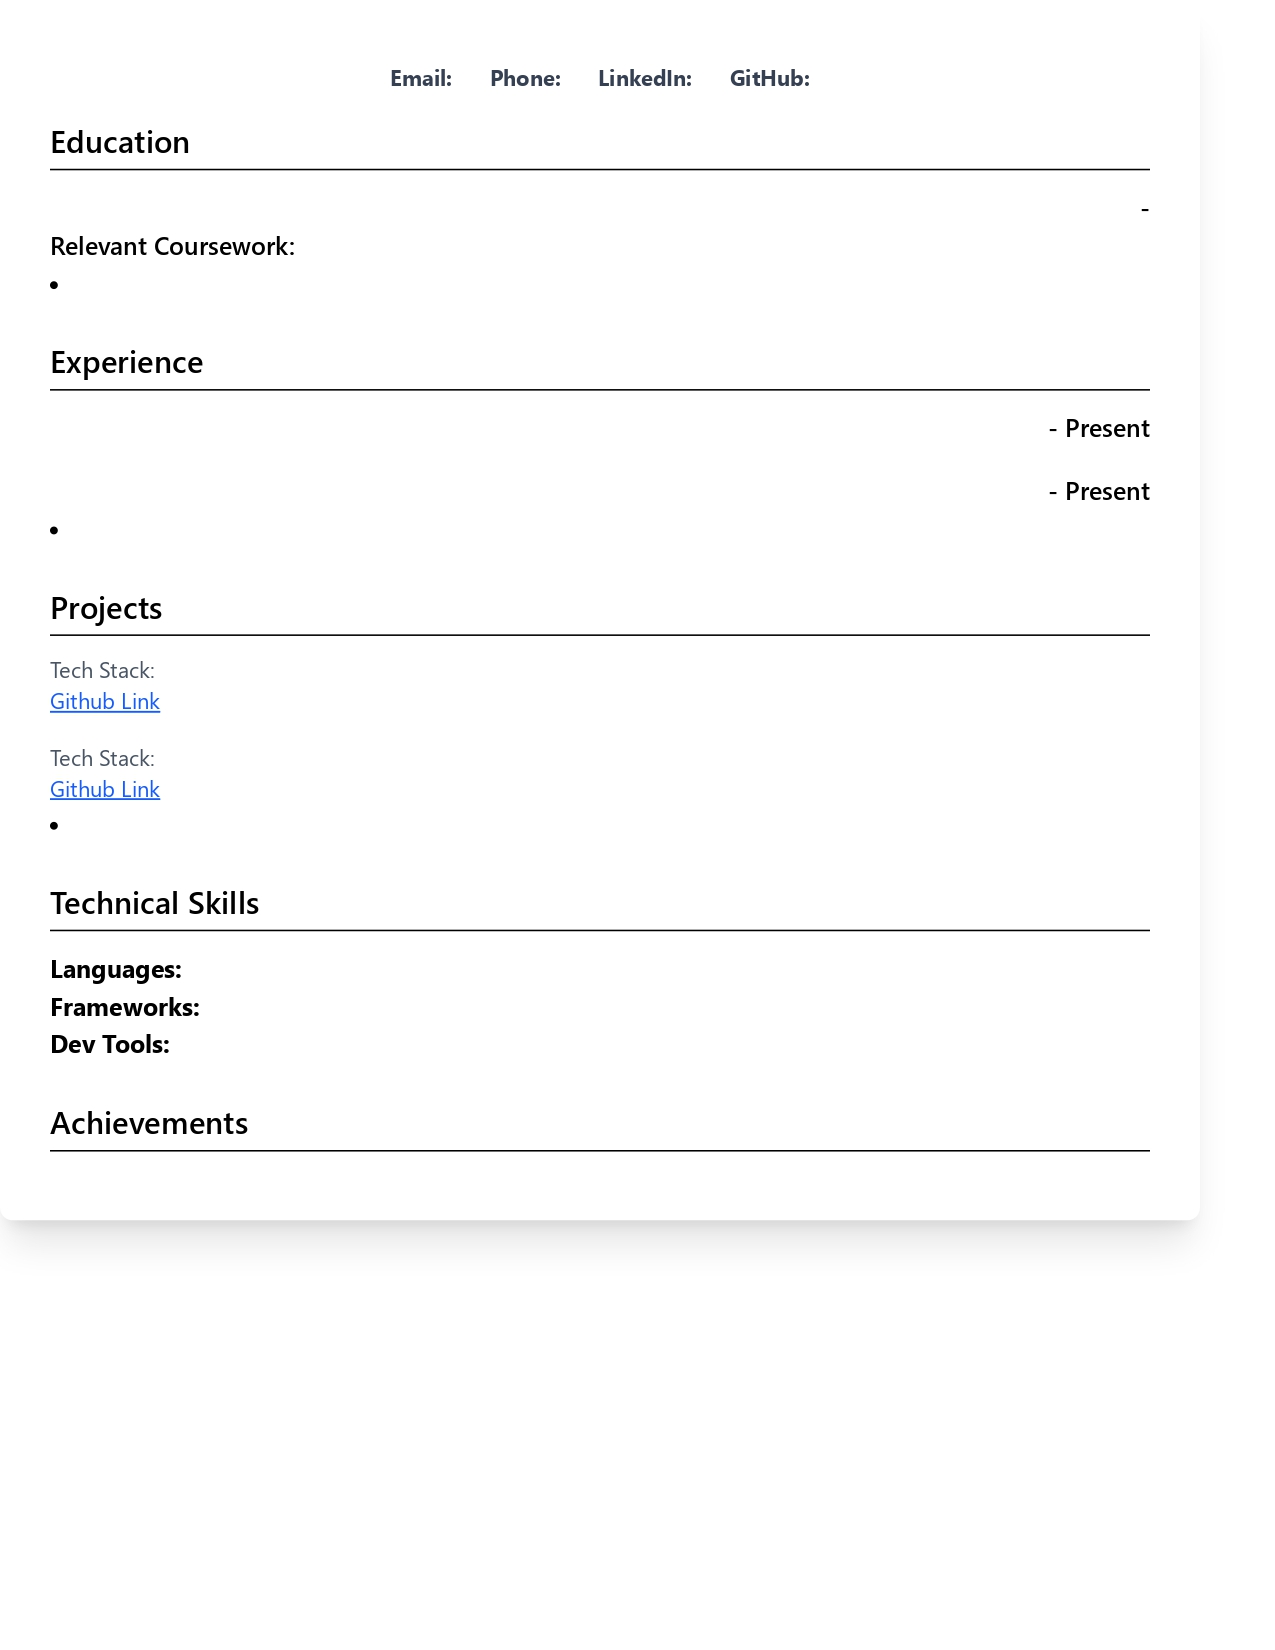 Email: Phone: LinkedIn: GitHub:
Education
-
Relevant Coursework:
•
Experience
- Present
- Present
•
Projects
Tech Stack:
Github Link
Tech Stack:
Github Link
•
Technical Skills
Languages:
Frameworks:
Dev Tools:
Achievements